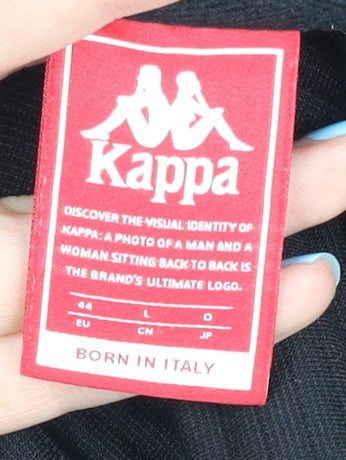 Kappa
DISCOVER THE VISUAL IDENTITY OF
KAPPA: A PHOTO OF A MAN AND A
WOMAN SITTING BACK TO BACK IS
THE BRAND'S ULTIMATE LOGO.
44 L O
EU CH JP
BORN IN ITALY